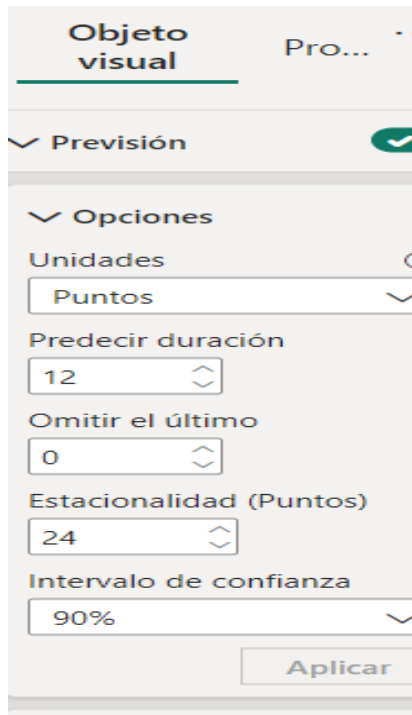 Objeto
visual
Pro...
Previsión
Opciones
Unidades
Puntos
Predecir duración
12
Omitir el último
0
Estacionalidad (Puntos)
24
Intervalo de confianza
90%
Aplicar